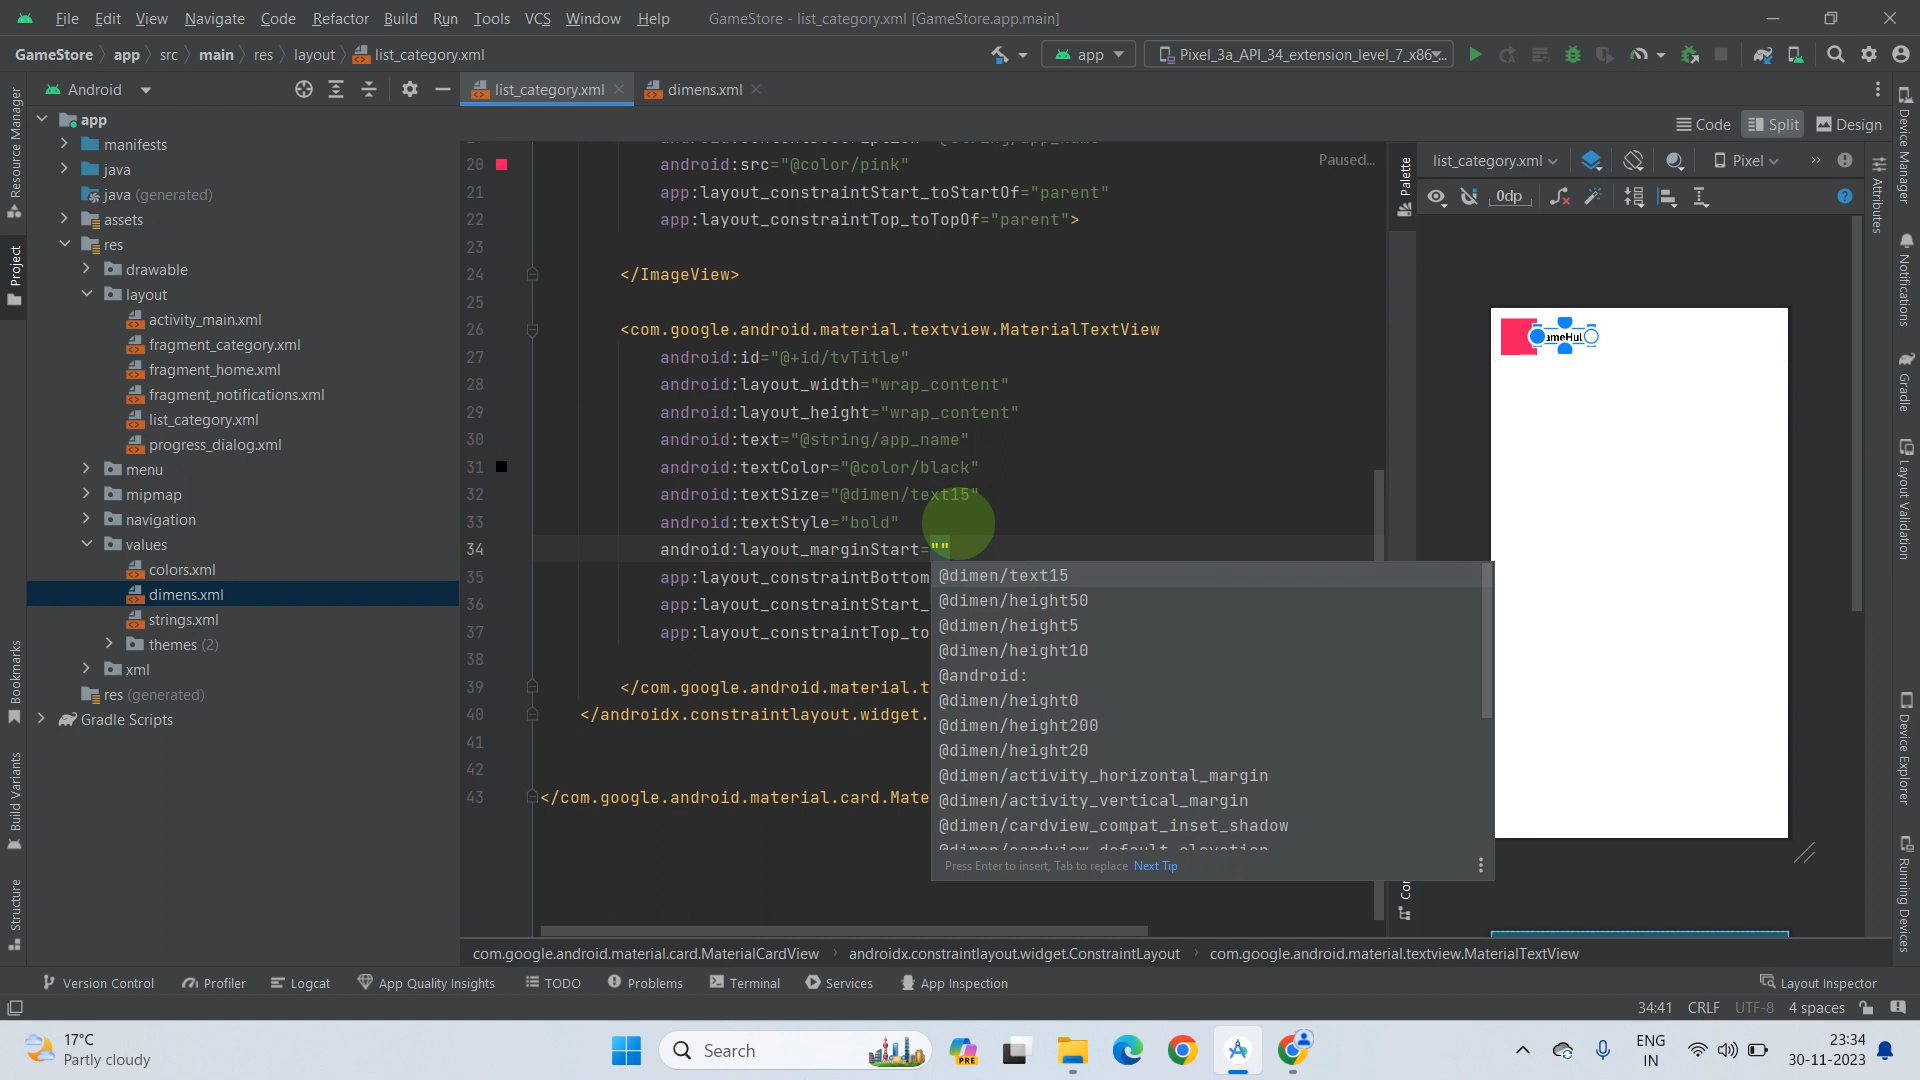 File Edit View Navigate Code Refactor Build Run Tools VCS Window Help GameStore - list_category.xml [GameStore.app.main]
GameStore app src main res layout list_category.xml
app Pixel_3a_API_34_extension_level_7_x86
Android
list_category.xml
dimens.xml
Code Split Design
Resource Manager
Project
Bookmarks
Build Variants
Structure
app
manifests
java
java (generated)
assets
res
drawable
layout
activity_main.xml
fragment_category.xml
fragment_home.xml
fragment_notifications.xml
list_category.xml
progress_dialog.xml
menu
mipmap
navigation
values
colors.xml
dimens.xml
strings.xml
themes (2)
xml
res (generated)
Gradle Scripts
Paused...
20 android:src="@color/pink"
21 app:layout_constraintStart_toStartOf="parent"
22 app:layout_constraintTop_toTopOf="parent">
23
24 </ImageView>
25
26 <com.google.android.material.textview.MaterialTextView
27 android:id="@+id/tvTitle"
28 android:layout_width="wrap_content"
29 android:layout_height="wrap_content"
30 android:text="@string/app_name"
31 android:textColor="@color/black"
32 android:textSize="@dimen/text15"
33 android:textStyle="bold"
34 android:layout_marginStart=""
35 app:layout_constraintBottom
36 app:layout_constraintStart_
37 app:layout_constraintTop_to
38
39 </com.google.android.material.t
40 </androidx.constraintlayout.widget.
41
42
43 </com.google.android.material.card.Mate
@dimen/text15
@dimen/height50
@dimen/height5
@dimen/height10
@android:
@dimen/height0
@dimen/height200
@dimen/height20
@dimen/activity_horizontal_margin
@dimen/activity_vertical_margin
@dimen/cardview_compat_inset_shadow
@dimen/cardview_default_elevation
Press Enter to insert, Tab to replace Next Tip
Palette
list_category.xml Pixel
0dp
ameHul
Attributes
Device Manager
Notifications
Gradle
Layout Validation
Device Explorer
Running Devices
com.google.android.material.card.MaterialCardView androidx.constraintlayout.widget.ConstraintLayout com.google.android.material.textview.MaterialTextView
Version Control Profiler Logcat App Quality Insights TODO Problems Terminal Services App Inspection Layout Inspector
34:41 CRLF UTF-8 4 spaces
17°C
Partly cloudy
Search
PRE
ENG
IN
23:34
30-11-2023